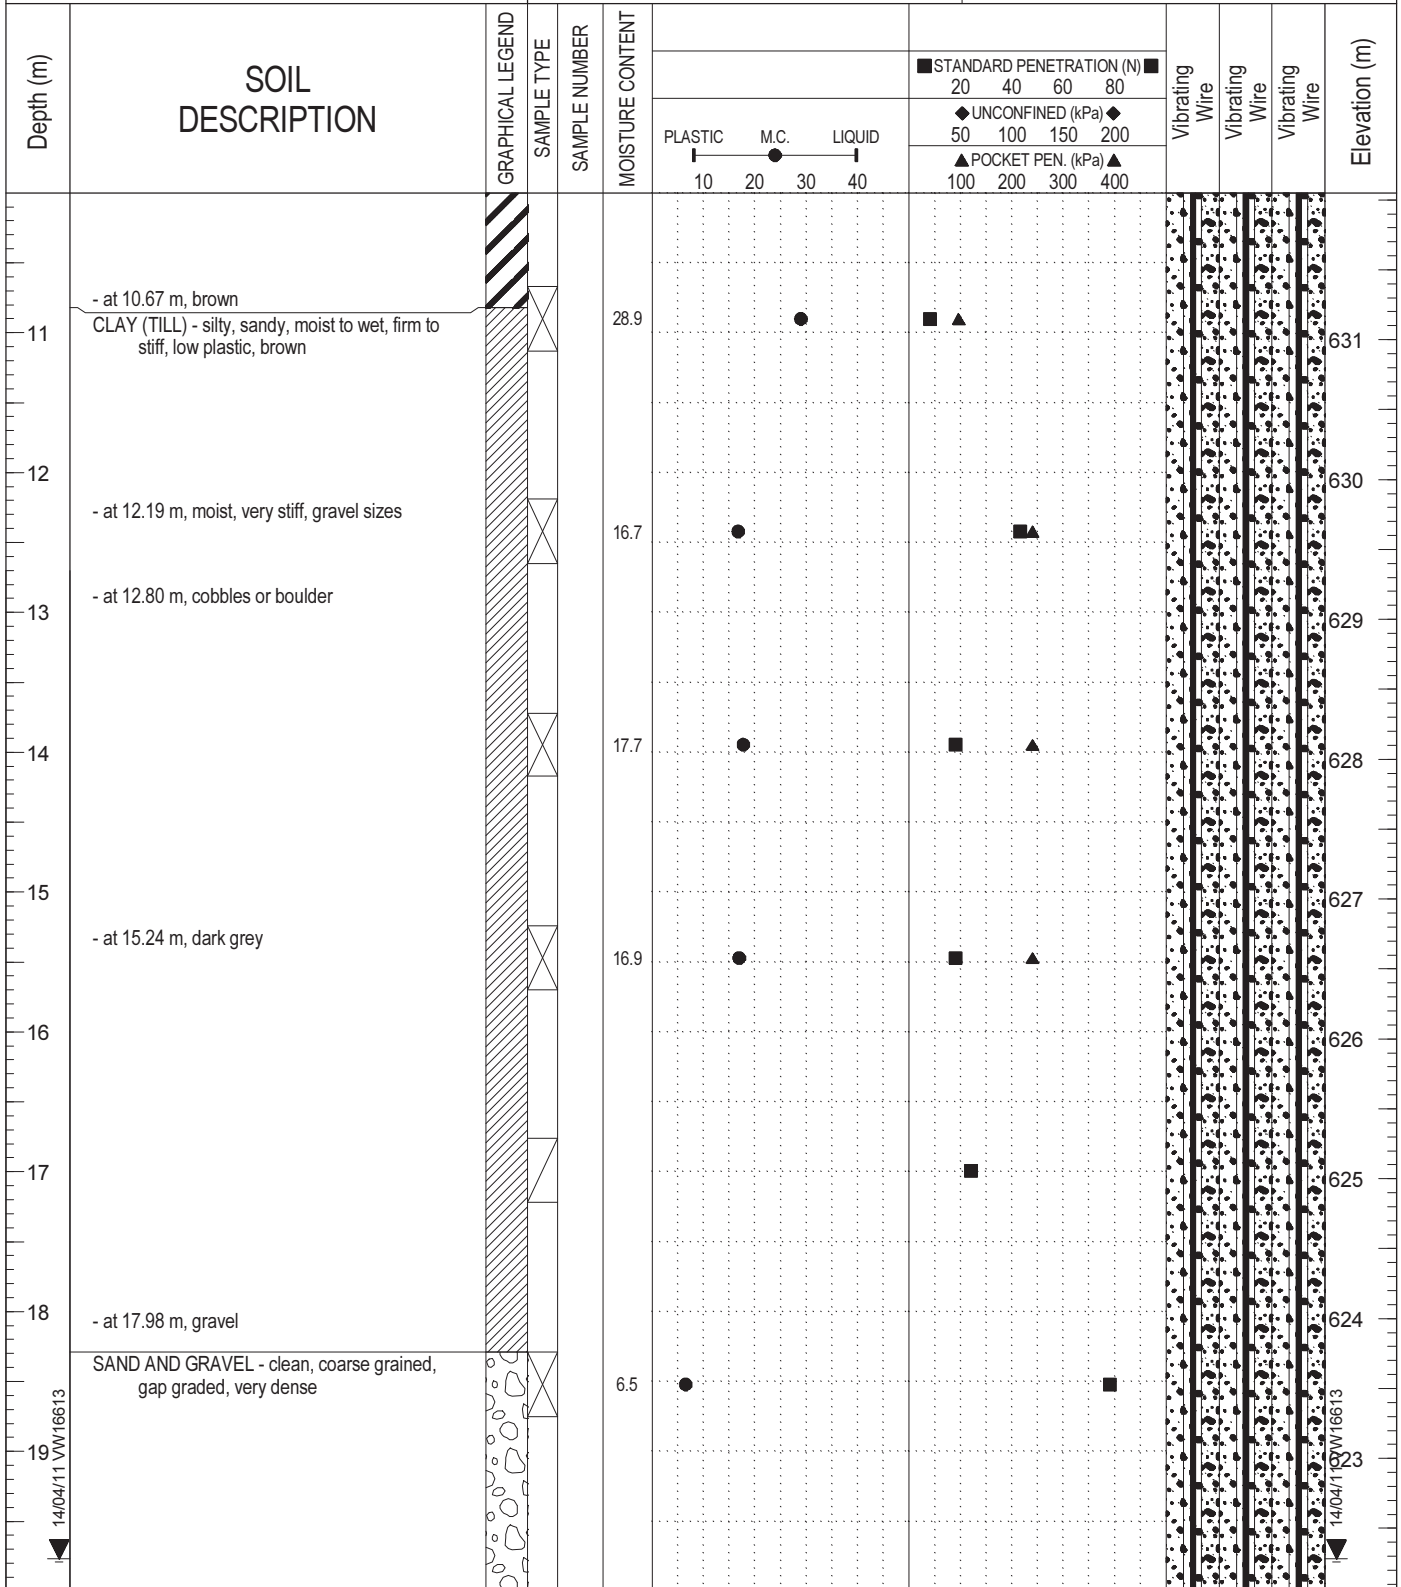 Depth (m)
SOIL
DESCRIPTION
GRAPHICAL LEGEND
SAMPLE TYPE
SAMPLE NUMBER
MOISTURE CONTENT
PLASTIC M.C. LIQUID
10 20 30 40
STANDARD PENETRATION (N)
20 40 60 80
UNCONFINED (kPa)
50 100 150 200
POCKET PEN. (kPa)
100 200 300 400
Vibrating
Wire
Vibrating
Wire
Vibrating
Wire
Elevation (m)
- at 10.67 m, brown
CLAY (TILL) - silty, sandy, moist to wet, firm to
stiff, low plastic, brown
11
28.9
631
12
630
- at 12.19 m, moist, very stiff, gravel sizes
16.7
- at 12.80 m, cobbles or boulder
13
629
14
17.7
628
15
627
- at 15.24 m, dark grey
16.9
16
626
17
625
18
- at 17.98 m, gravel
624
SAND AND GRAVEL - clean, coarse grained,
gap graded, very dense
6.5
19
623
14/04/11 VW16613
14/04/11 VW16613